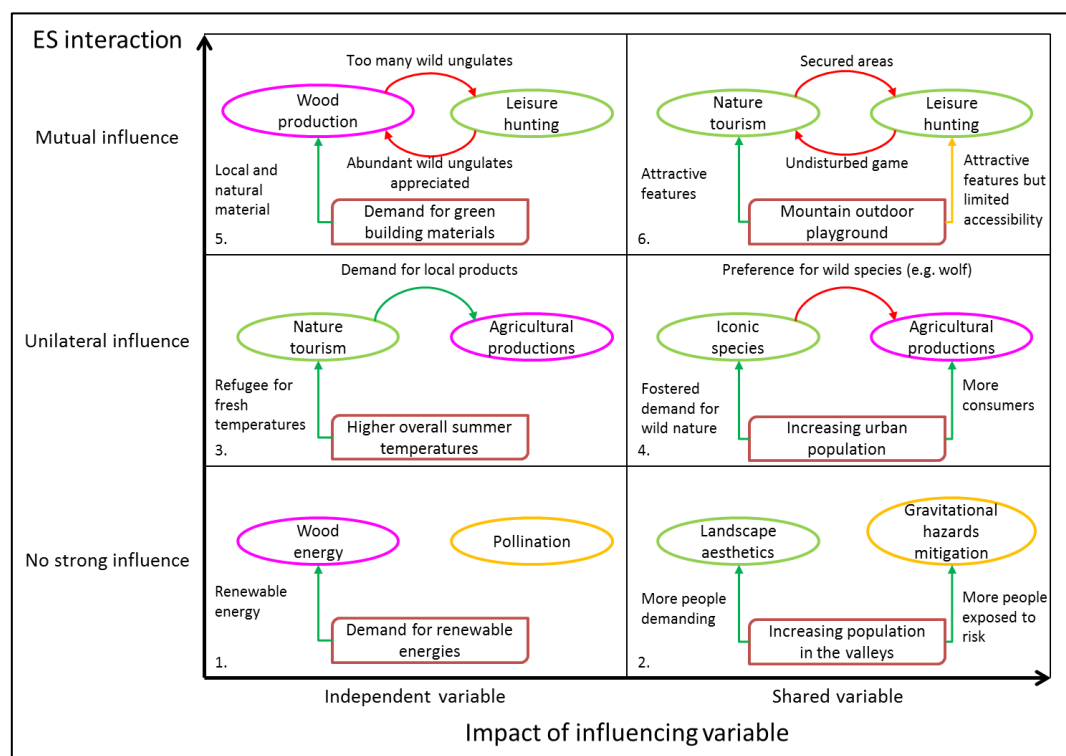 ES interaction
Mutual influence
Too many wild ungulates
Wood
production
Leisure
hunting
Abundant wild ungulates
appreciated
Local and
natural
material
Demand for green
building materials
5.
Secured areas
Nature
tourism
Leisure
hunting
Undisturbed game
Attractive
features
Attractive
features but
limited
accessibility
Mountain outdoor
playground
6.
Unilateral influence
Demand for local products
Nature
tourism
Agricultural
productions
Refugee for
fresh
temperatures
Higher overall summer
temperatures
3.
Preference for wild species (e.g. wolf)
Iconic
species
Agricultural
productions
Fostered
demand for
wild nature
More
consumers
Increasing urban
population
4.
No strong influence
Wood
energy
Pollination
Renewable
energy
Demand for renewable
energies
1.
Landscape
aesthetics
Gravitational
hazards
mitigation
More people
demanding
More people
exposed to
risk
Increasing population
in the valleys
2.
Independent variable
Shared variable
Impact of influencing variable